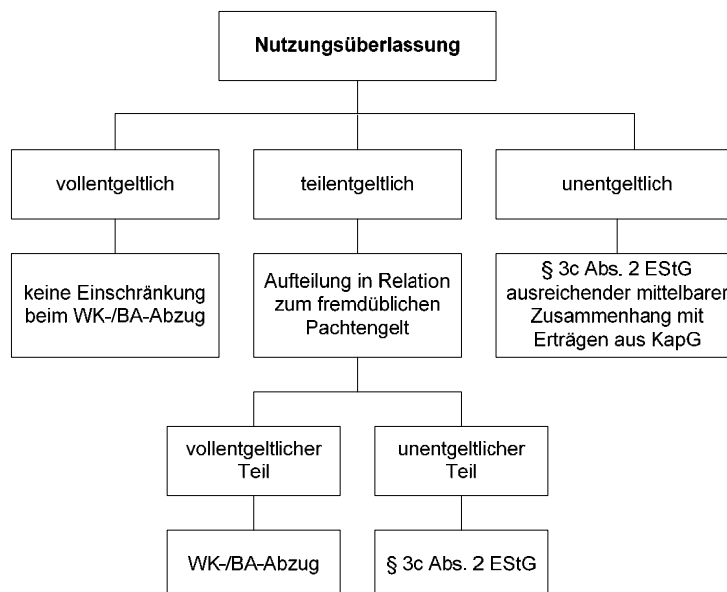 Nutzungsüberlassung
vollentgeltlich
teilentgeltlich
unentgeltlich
keine Einschränkung
beim WK-/BA-Abzug
Aufteilung in Relation
zum fremdüblichen
Pachtengelt
§ 3c Abs. 2 EStG
ausreichender mittelbarer
Zusammenhang mit
Erträgen aus KapG
vollentgeltlicher
Teil
unentgeltlicher
Teil
WK-/BA-Abzug
§ 3c Abs. 2 EStG